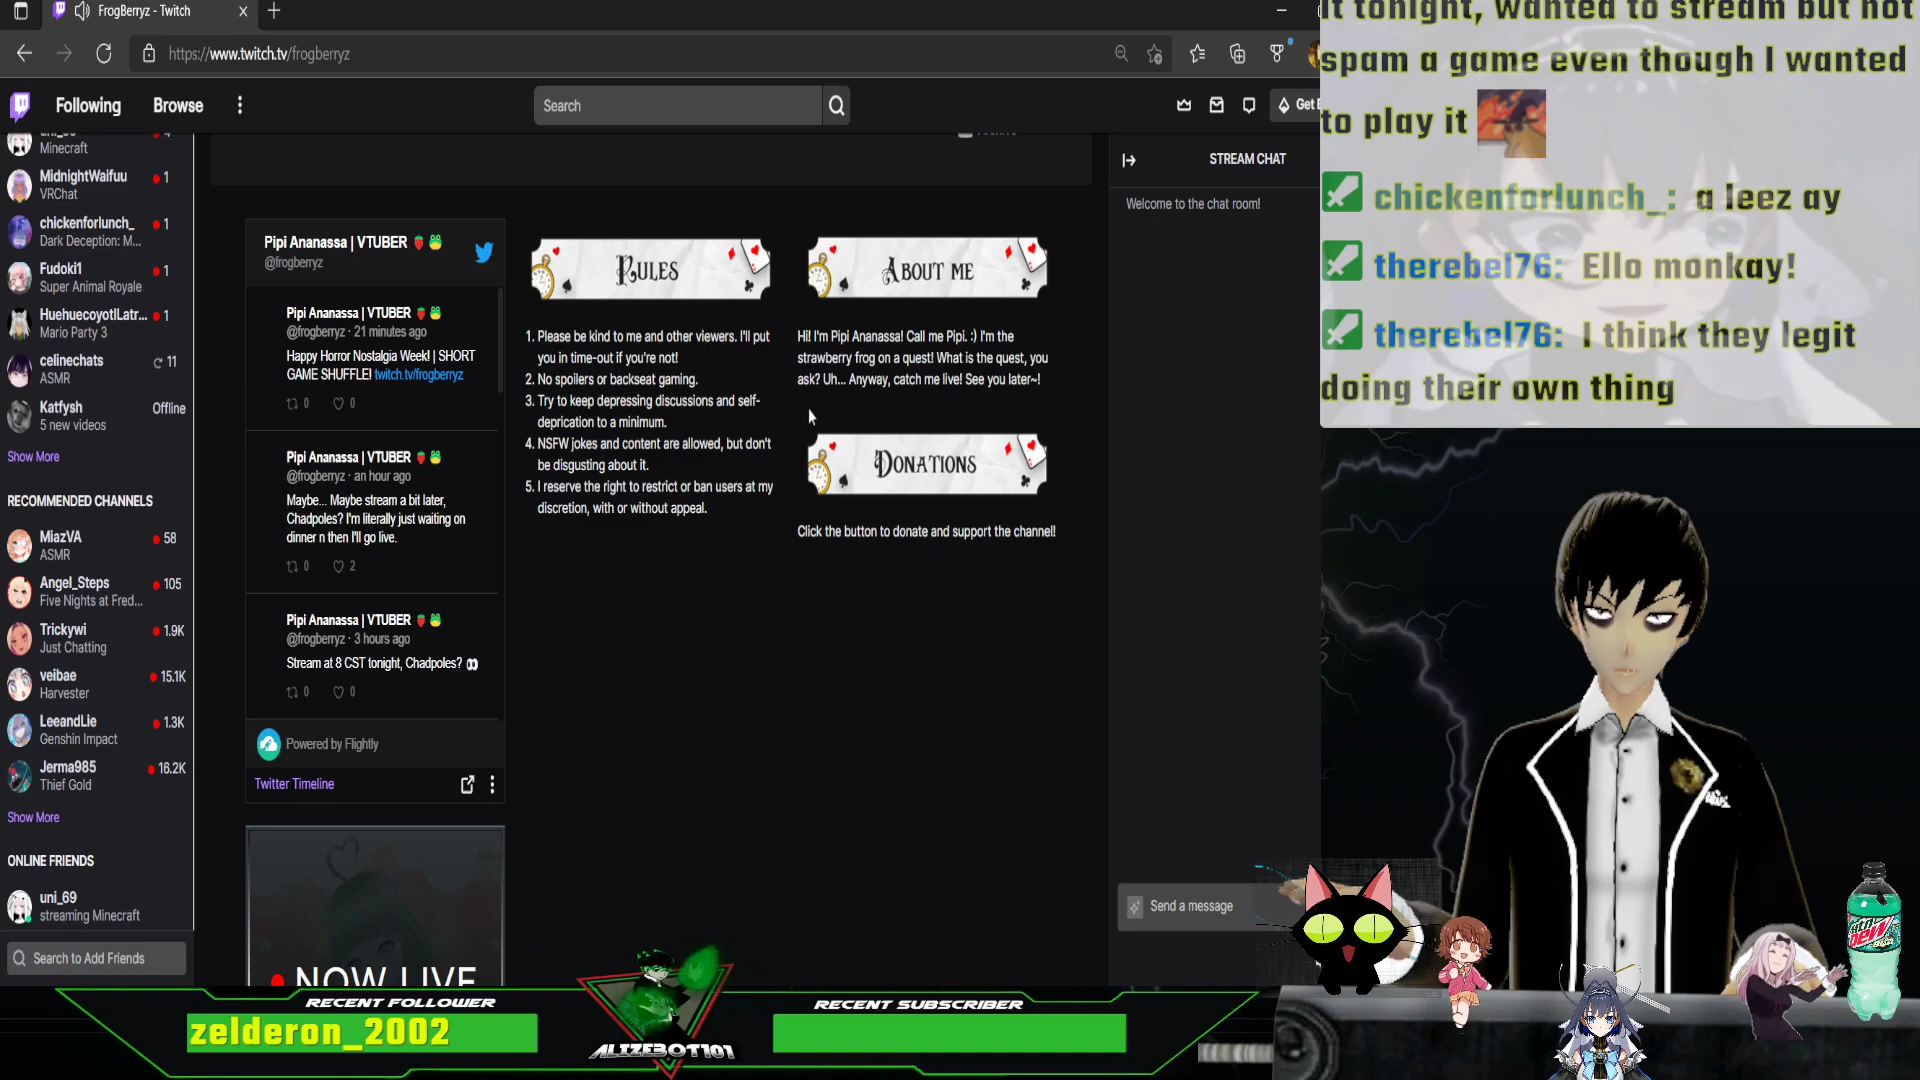 FrogBerryz - Twitch
https://www.twitch.tv/frogberryz
Following
Browse
Search
Minecraft
MidnightWaifuu
1
VRChat
chickenforlunch_
1
Dark Deception: M...
Fudoki1
1
Super Animal Royale
HuehuecoyotlLatr...
1
Mario Party 3
celinechats
11
ASMR
Katfysh
Offline
5 new videos
Show More
RECOMMENDED CHANNELS
MiazVA
58
ASMR
Angel_Steps
105
Five Nights at Fred...
Trickywi
1.9K
Just Chatting
veibae
15.1K
Harvester
LeeandLie
1.3K
Genshin Impact
Jerma985
16.2K
Thief Gold
Show More
ONLINE FRIENDS
uni_69
streaming Minecraft
Search to Add Friends
Pipi Ananassa | VTUBER 🍓🐸
@frogberryz
Pipi Ananassa | VTUBER 🍓🐸
@frogberryz · 21 minutes ago
Happy Horror Nostalgia Week! | SHORT
GAME SHUFFLE! twitch.tv/frogberryz
0 0
Pipi Ananassa | VTUBER 🍓🐸
@frogberryz · an hour ago
Maybe... Maybe stream a bit later,
Chadpoles? I'm literally just waiting on
dinner n then I'll go live.
0 2
Pipi Ananassa | VTUBER 🍓🐸
@frogberryz · 3 hours ago
Stream at 8 CST tonight, Chadpoles? 👀
0 0
Powered by Flightly
Twitter Timeline
NOW LIVE
RULES
1. Please be kind to me and other viewers. I'll put
you in time-out if you're not!
2. No spoilers or backseat gaming.
3. Try to keep depressing discussions and self-
deprication to a minimum.
4. NSFW jokes and content are allowed, but don't
be disgusting about it.
5. I reserve the right to restrict or ban users at my
discretion, with or without appeal.
ABOUT ME
Hi! I'm Pipi Ananassa! Call me Pipi. :) I'm the
strawberry frog on a quest! What is the quest, you
ask? Uh... Anyway, catch me live! See you later~!
DONATIONS
Click the button to donate and support the channel!
STREAM CHAT
Welcome to the chat room!
Send a message
it tonight, wanted to stream but not
spam a game even though I wanted
to play it
chickenforlunch_: a leez ay
therebel76: Ello monkay!
therebel76: I think they legit
doing their own thing
RECENT FOLLOWER
zelderon_2002
ALIZEBOT101
RECENT SUBSCRIBER